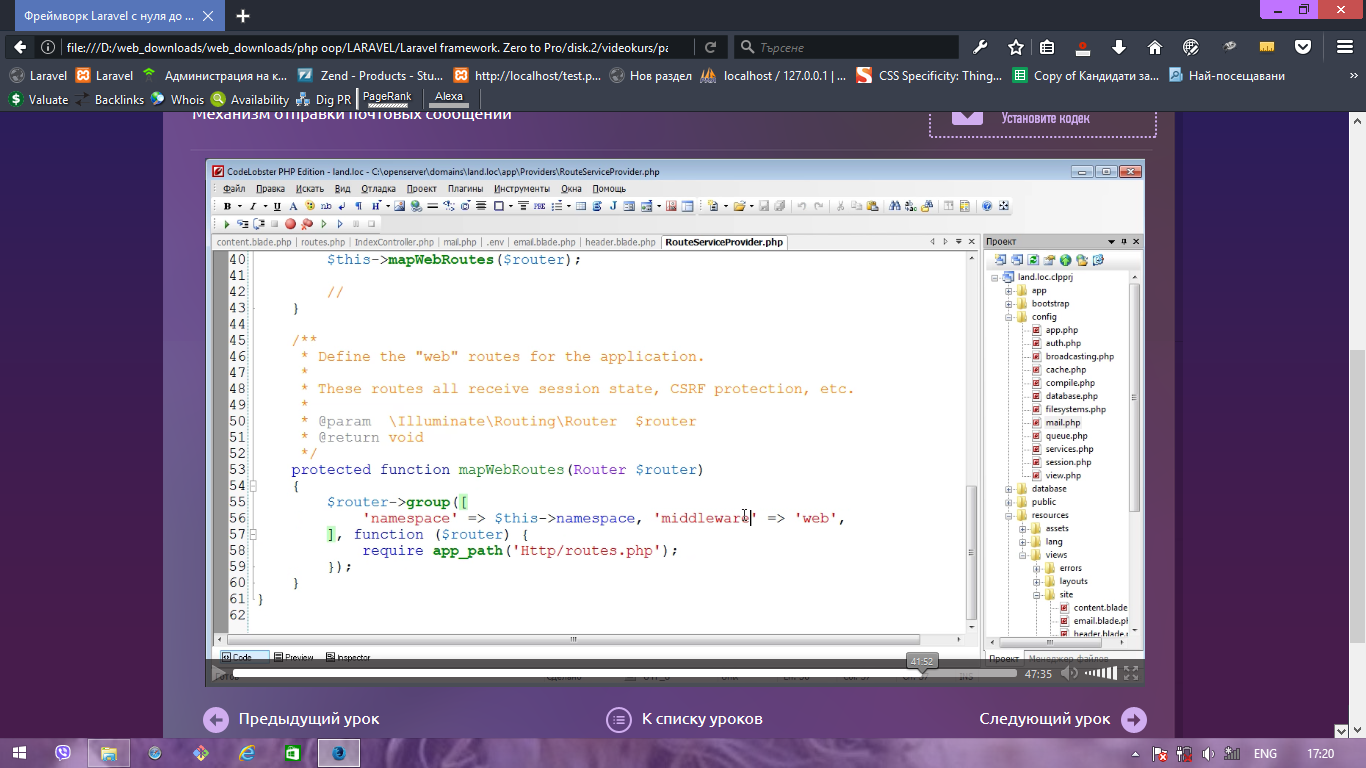 Фреймворк Laravel с нуля до ...
file:///D:/web_downloads/web_downloads/php oop/LARAVEL/Laravel framework. Zero to Pro/disk.2/videokurs/pa
Търсене
Laravel Laravel Администрация на к... Zend - Products - Stu... http://localhost/test.p... Нов раздел localhost / 127.0.0.1 | ... CSS Specificity: Thing... Copy of Кандидати за... Най-посещавани
Valuate Backlinks Whois Availability Dig PR PageRank Alexa
Механизм отправки почтовых сообщений
Установите кодек
CodeLobster PHP Edition - land.loc - C:\openserver\domains\land.loc\app\Providers\RouteServiceProvider.php
Файл Правка Искать Вид Отладка Проект Плагины Инструменты Окна Помощь
content.blade.php routes.php IndexController.php mail.php .env email.blade.php header.blade.php RouteServiceProvider.php
40 $this->mapWebRoutes($router);
41
42 //
43 }
44
45 /**
46 * Define the "web" routes for the application.
47 *
48 * These routes all receive session state, CSRF protection, etc.
49 *
50 * @param \Illuminate\Routing\Router $router
51 * @return void
52 */
53 protected function mapWebRoutes(Router $router)
54 {
55 $router->group([
56 'namespace' => $this->namespace, 'middleware' => 'web',
57 ], function ($router) {
58 require app_path('Http/routes.php');
59 });
60 }
61 }
62
Code Preview Inspector
Проект
land.loc.clpprj
app
bootstrap
config
app.php
auth.php
broadcasting.php
cache.php
compile.php
database.php
filesystems.php
mail.php
queue.php
services.php
session.php
view.php
database
public
resources
assets
lang
views
errors
layouts
site
content.blade
email.blade.ph
header.blade.
Проект Менеджер файлов
41:52
47:35
Предыдущий урок К списку уроков Следующий урок
ENG 17:20